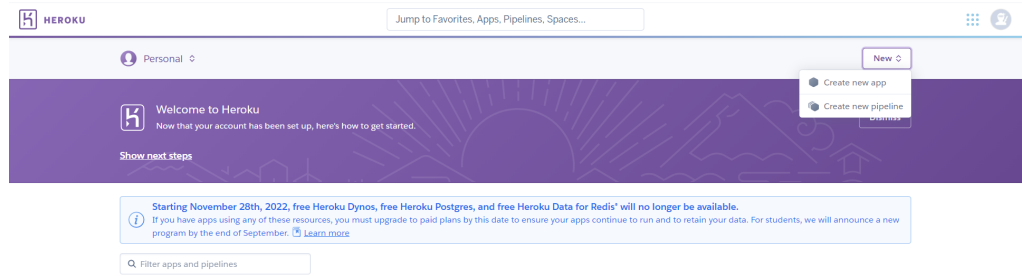 HEROKU
Jump to Favorites, Apps, Pipelines, Spaces...
Personal
New
Create new app
Create new pipeline
Welcome to Heroku
Now that your account has been set up, here's how to get started.
Dismiss
Show next steps
Starting November 28th, 2022, free Heroku Dynos, free Heroku Postgres, and free Heroku Data for Redis® will no longer be available.
If you have apps using any of these resources, you must upgrade to paid plans by this date to ensure your apps continue to run and to retain your data. For students, we will announce a new
program by the end of September. Learn more
Filter apps and pipelines